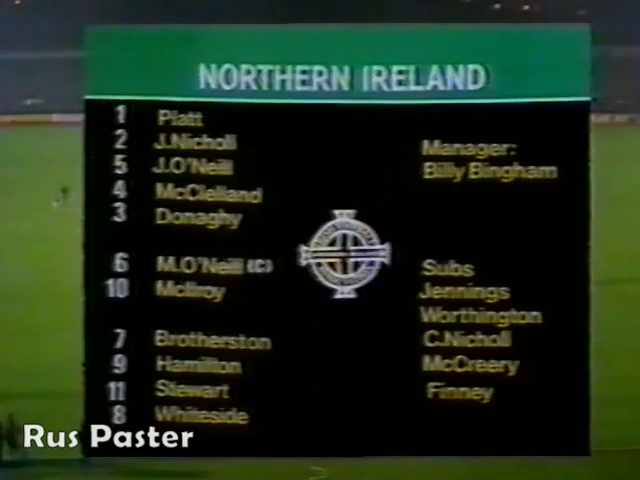 NORTHERN IRELAND
1 Platt
2 J.Nicholl
5 J.O'Neill
4 McClelland
3 Donaghy
6 M.O'Neill (C)
10 McIlroy
7 Brotherston
9 Hamilton
11 Stewart
8 Whiteside
Manager:
Billy Bingham
Subs
Jennings
Worthington
C.Nicholl
McCreery
Finney
Rus Paster